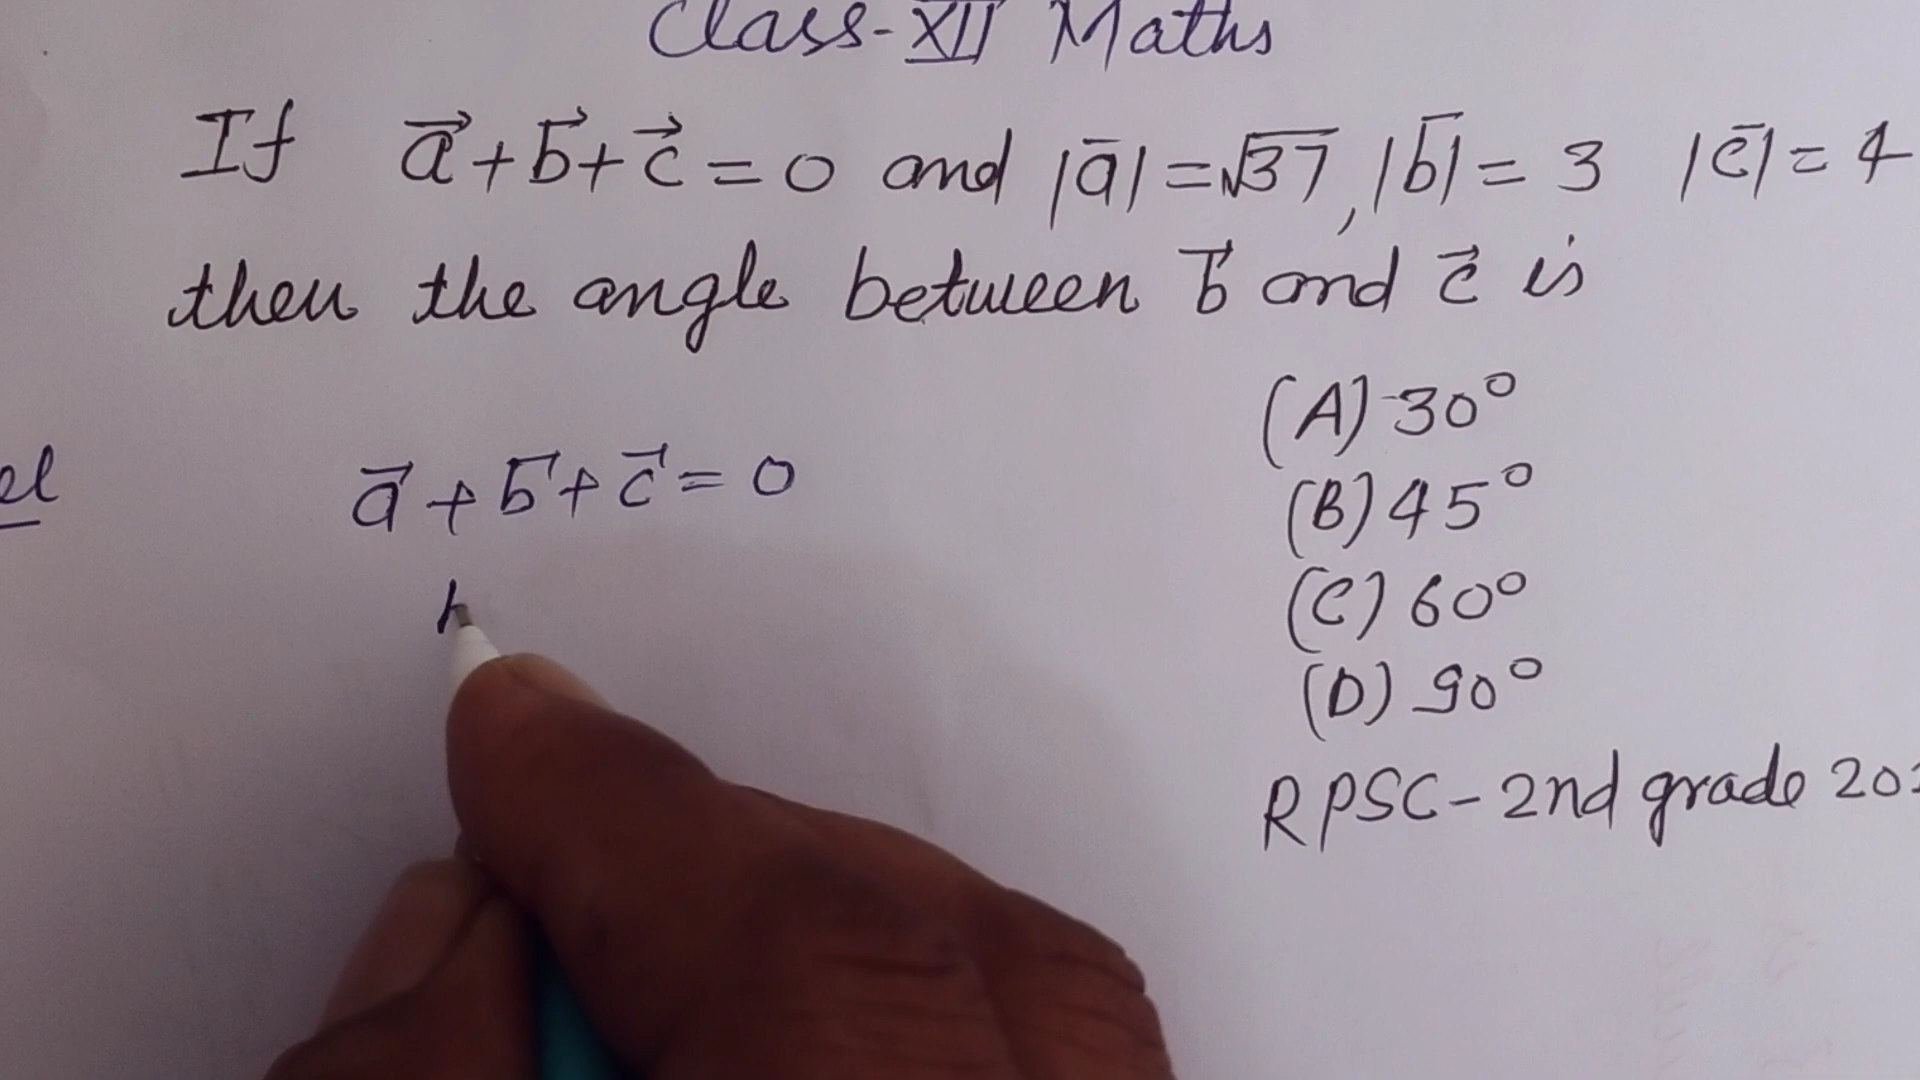 Class-XII Maths
If a⃗+b⃗+c⃗=0 and |ā|=√37, |b̄|=3 |c̄|=4
then the angle between b⃗ and c⃗ is
(A) 30°
(B) 45°
(C) 60°
(D) 90°
a⃗+b⃗+c⃗=0
RPSC-2nd grade